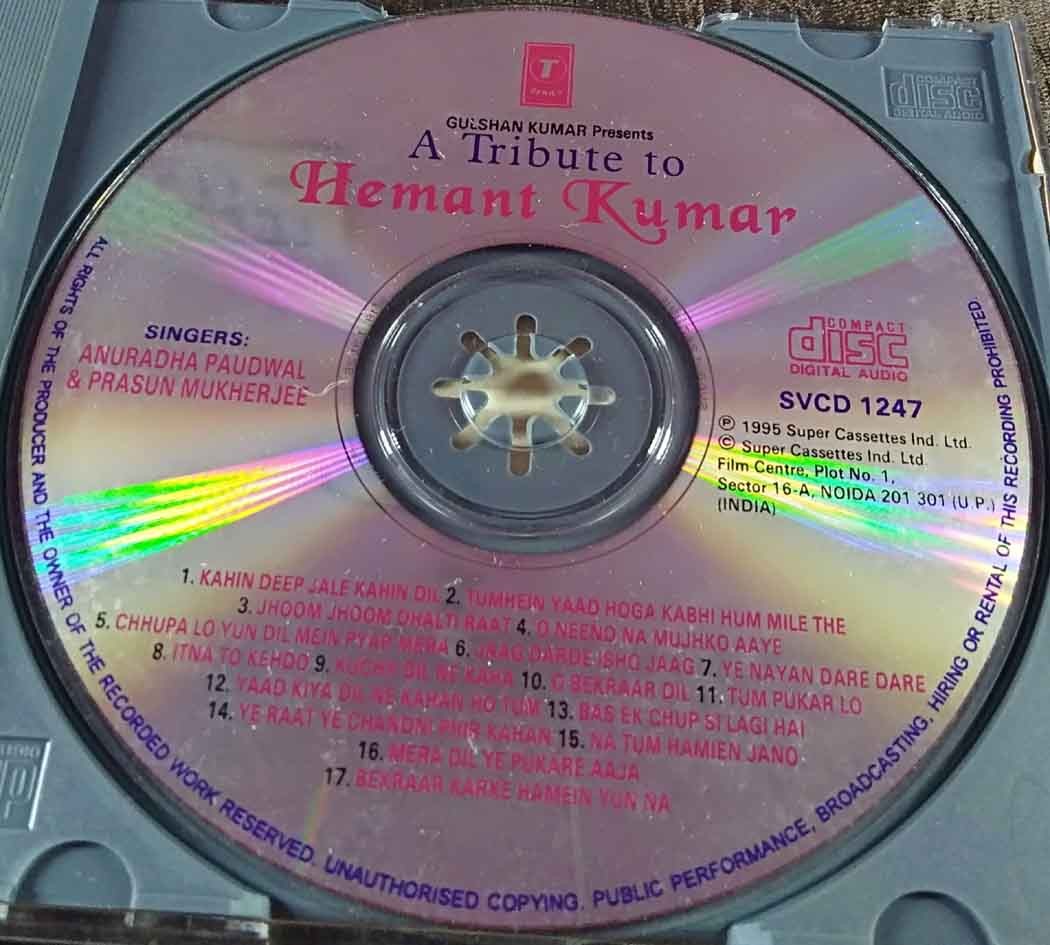 T
GULSHAN KUMAR Presents
A Tribute to
Hemant Kumar
COMPACT
disc
DIGITAL AUDIO
SINGERS:
ANURADHA PAUDWAL
& PRASUN MUKHERJEE
COMPACT
disc
DIGITAL AUDIO
SVCD 1247
℗ 1995 Super Cassettes Ind. Ltd.
© Super Cassettes Ind. Ltd.
Film Centre, Plot No. 1,
Sector 16-A, NOIDA 201 301 (U.P.)
(INDIA)
1. KAHIN DEEP JALE KAHIN DIL 2. TUMHEIN YAAD HOGA KABHI HUM MILE THE
3. JHOOM JHOOM DHALTI RAAT 4. O NEEND NA MUJHKO AAYE
5. CHHUPA LO YUN DIL MEIN PYAR MERA 6. JAAG DARDE ISHQ JAAG 7. YE NAYAN DARE DARE
8. ITNA TO KEHDO 9. KUCHH DIL NE KAHA 10. O BEKRAAR DIL 11. TUM PUKAR LO
12. YAAD KIYA DIL NE KAHAN HO TUM 13. BAS EK CHUP SI LAGI HAI
14. YE RAAT YE CHANDNI PHIR KAHAN 15. NA TUM HAMIEN JANO
16. MERA DIL YE PUKARE AAJA
17. BEKRAAR KARKE HAMEIN YUN NA
ALL RIGHTS OF THE PRODUCER AND THE OWNER OF THE RECORDED WORK RESERVED. UNAUTHORISED COPYING, PUBLIC PERFORMANCE, BROADCASTING, HIRING OR RENTAL OF THIS RECORDING PROHIBITED.